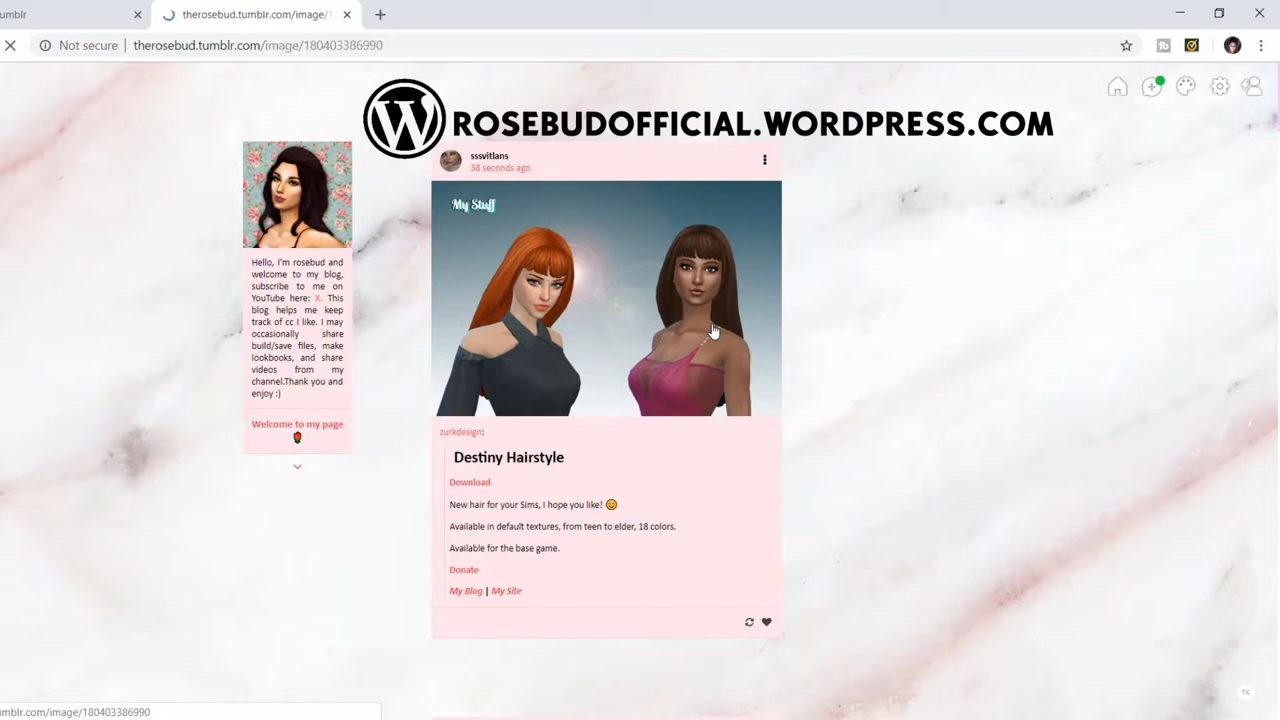 umblr
therosebud.tumblr.com/image/1
Not secure
therosebud.tumblr.com/image/180403386990
ROSEBUDOFFICIAL.WORDPRESS.COM
sssvitlans
38 seconds ago
My Stuff
Hello, I'm rosebud and
welcome to my blog,
subscribe to me on
YouTube here: X. This
blog helps me keep
track of cc I like. I may
occasionally share
build/save files, make
lookbooks, and share
videos from my
channel.Thank you and
enjoy :)
Welcome to my page
zurkdesign:
Destiny Hairstyle
Download
New hair for your Sims, I hope you like! 😊
Available in default textures, from teen to elder, 18 colors.
Available for the base game.
Donate
My Blog | My Site
TC
umblr.com/image/180403386990